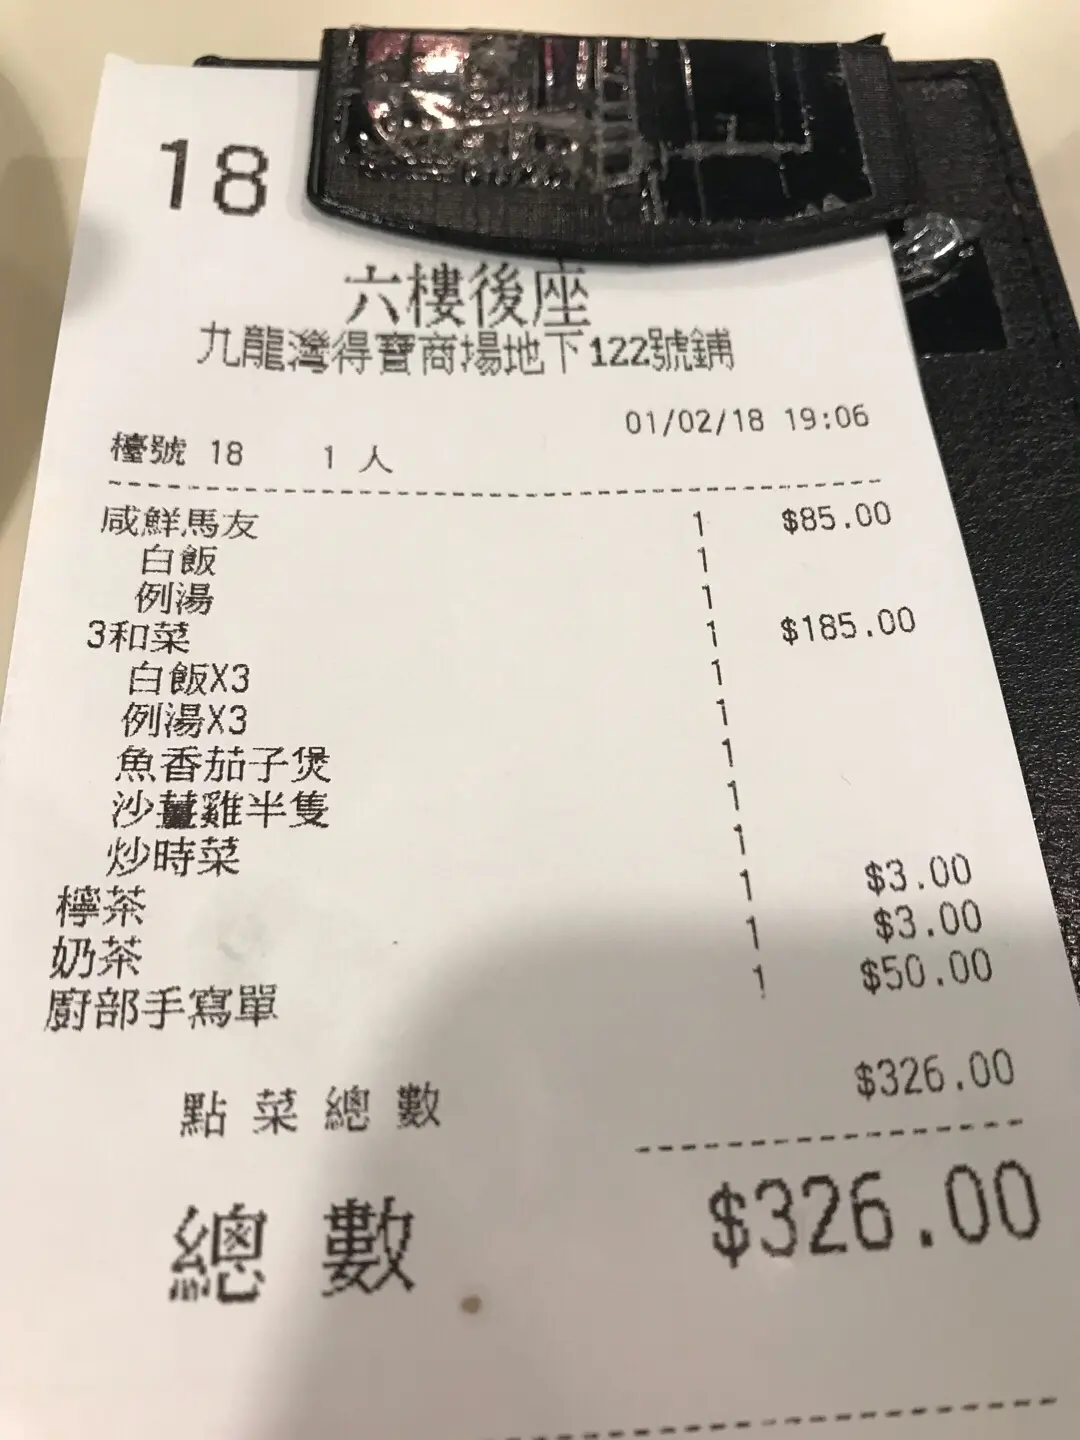 18
六樓後座
九龍灣得寶商場地下122號鋪
01/02/18 19:06
檯號 18 1 人
咸鮮馬友 1 $85.00
白飯 1
例湯 1
3和菜 1 $185.00
白飯X3 1
例湯X3 1
魚香茄子煲 1
沙薑雞半隻 1
炒時菜 1
檸茶 1 $3.00
奶茶 1 $3.00
廚部手寫單 1 $50.00
點菜總數 $326.00
總數 $326.00